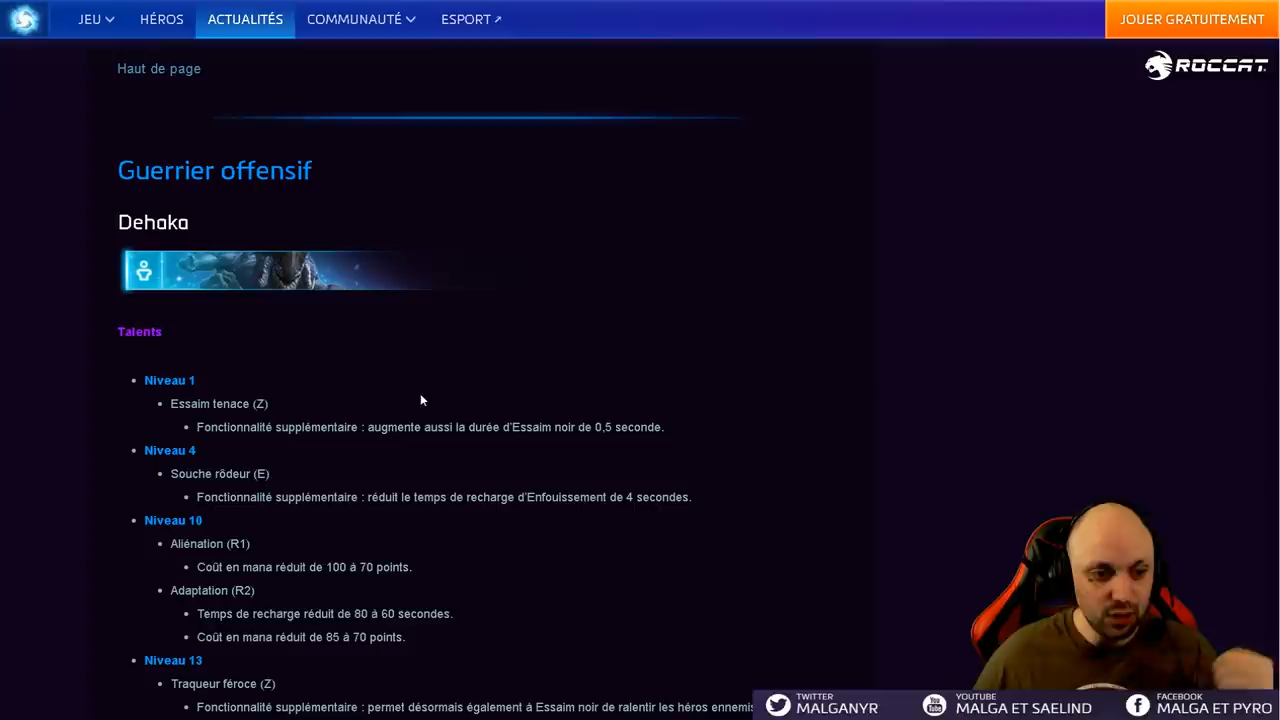 JEU HÉROS ACTUALITÉS COMMUNAUTÉ ESPORT JOUER GRATUITEMENT
Haut de page
ROCCAT
Guerrier offensif
Dehaka
Talents
Niveau 1
Essaim tenace (Z)
Fonctionnalité supplémentaire : augmente aussi la durée d'Essaim noir de 0,5 seconde.
Niveau 4
Souche rôdeur (E)
Fonctionnalité supplémentaire : réduit le temps de recharge d'Enfouissement de 4 secondes.
Niveau 10
Aliénation (R1)
Coût en mana réduit de 100 à 70 points.
Adaptation (R2)
Temps de recharge réduit de 80 à 60 secondes.
Coût en mana réduit de 85 à 70 points.
Niveau 13
Traqueur féroce (Z)
Fonctionnalité supplémentaire : permet désormais également à Essaim noir de ralentir les héros ennemis
TWITTER
MALGANYR
YOUTUBE
MALGA ET SAELIND
FACEBOOK
MALGA ET PYRO